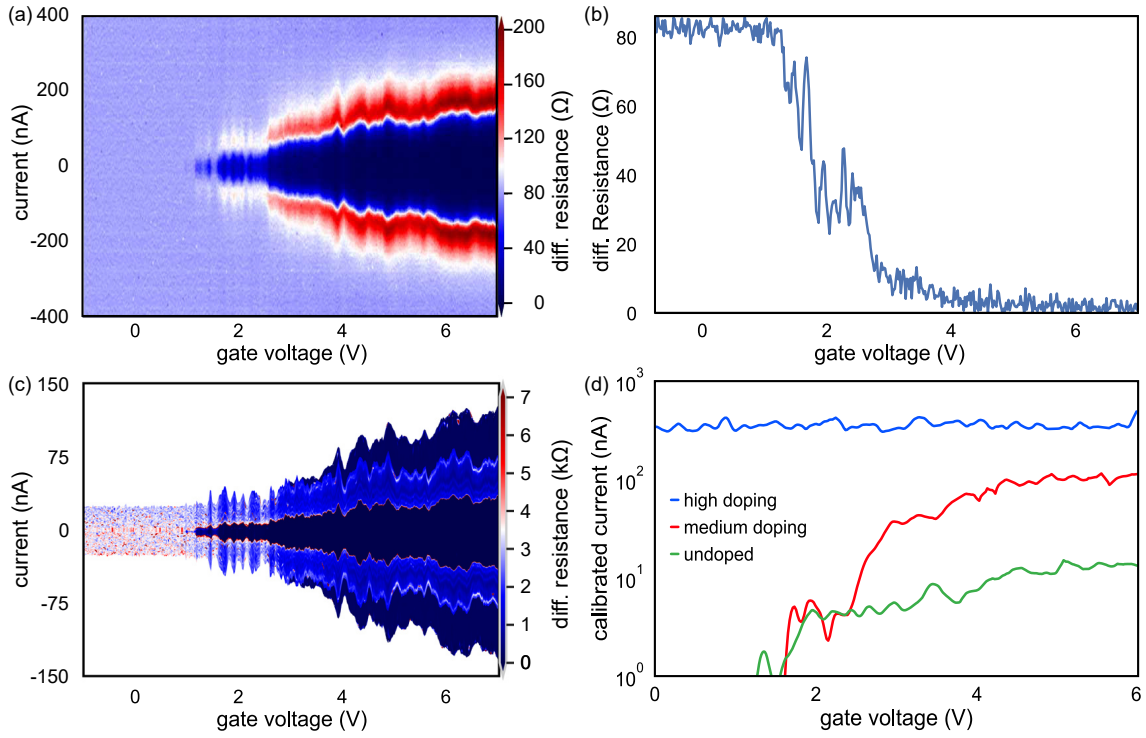 (a)
400
200
0
-200
-400
current (nA)
0
2
4
6
gate voltage (V)
200
160
120
80
40
0
diff. resistance (Ω)
(b)
80
60
40
20
0
diff. Resistance (Ω)
0
2
4
6
gate voltage (V)
(c)
150
75
0
-75
-150
current (nA)
0
2
4
6
gate voltage (V)
7
6
5
4
3
2
1
0
diff. resistance (kΩ)
(d)
10³
10²
10¹
10⁰
calibrated current (nA)
high doping
medium doping
undoped
0
2
4
6
gate voltage (V)